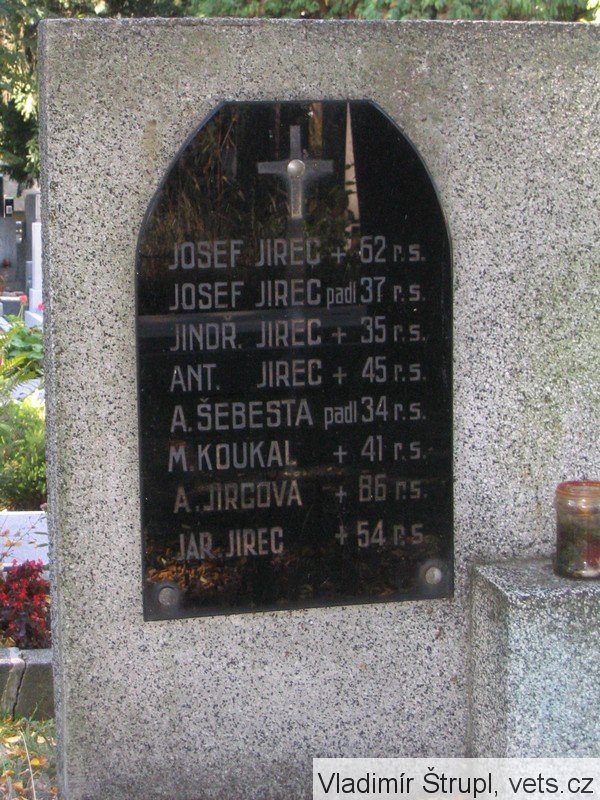 JOSEF JIREC + 62 r.s.
JOSEF JIREC padl 37 r.s.
JINDŘ. JIREC + 35 r.s.
ANT. JIREC + 45 r.s.
A. ŠEBESTA padl 34 r.s.
M. KOUKAL + 41 r.s.
A. JIRCOVÁ + 86 r.s.
JAR. JIREC + 54 r.s.
Vladimír Štrupl, vets.cz